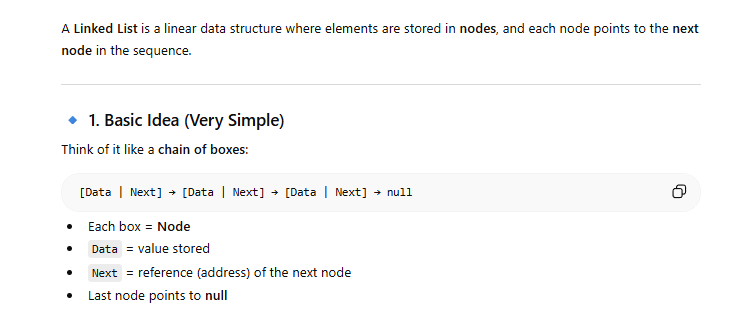 A Linked List is a linear data structure where elements are stored in nodes, and each node points to the next
node in the sequence.
1. Basic Idea (Very Simple)
Think of it like a chain of boxes:
[Data | Next] → [Data | Next] → [Data | Next] → null
• Each box = Node
• Data = value stored
• Next = reference (address) of the next node
• Last node points to null